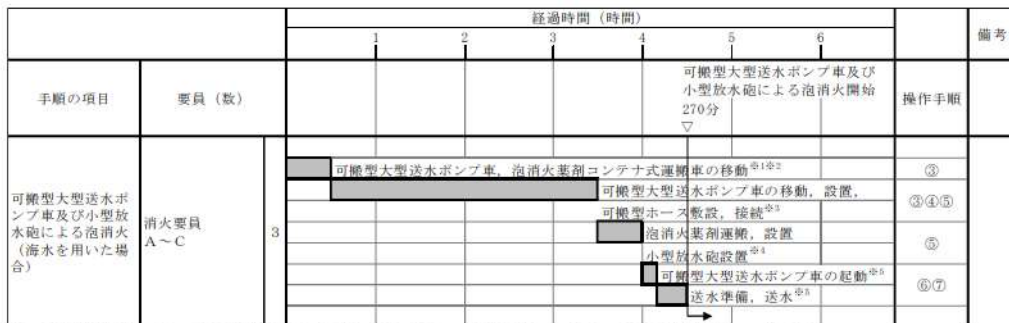 経過時間（時間）
備考
1 2 3 4 5 6
手順の項目
要員（数）
可搬型大型送水ポンプ車及び
小型放水砲による泡消火開始
270分
▽
操作手順
可搬型大型送水ポ
ンプ車及び小型放
水砲による泡消火
（海水を用いた場
合）
消火要員
A～C
3
可搬型大型送水ポンプ車，泡消火薬剤コンテナ式運搬車の移動※1※2
③
可搬型大型送水ポンプ車の移動，設置，
可搬型ホース敷設，接続※3
③④⑤
泡消火薬剤運搬，設置
小型放水砲設置※4
⑤
可搬型大型送水ポンプ車の起動※5
送水準備，送水※5
⑥⑦